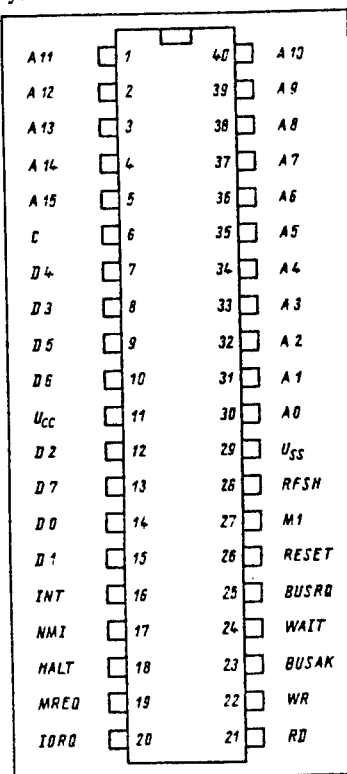 A11 1 40 A10
A12 2 39 A9
A13 3 38 A8
A14 4 37 A7
A15 5 36 A6
C 6 35 A5
D4 7 34 A4
D3 8 33 A3
D5 9 32 A2
D6 10 31 A1
UCC 11 30 A0
D2 12 29 USS
D7 13 28 RFSH
D0 14 27 M1
D1 15 26 RESET
INT 16 25 BUSRQ
NMI 17 24 WAIT
HALT 18 23 BUSAK
MREQ 19 22 WR
IORQ 20 21 RD